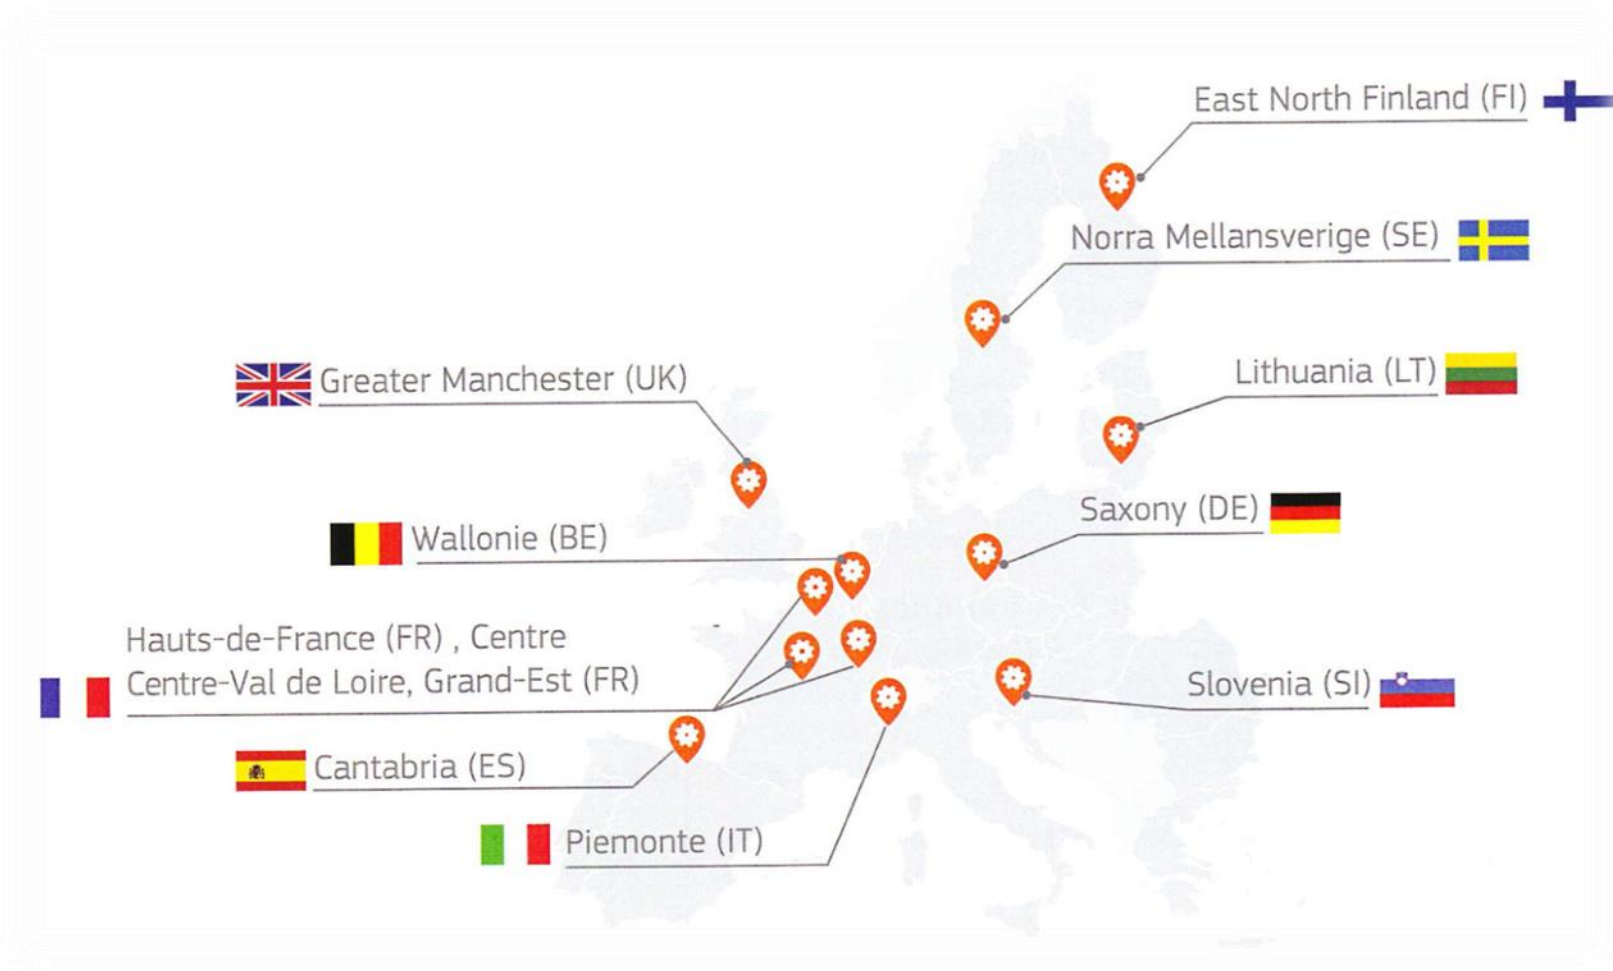 East North Finland (FI)
Norra Mellansverige (SE)
Greater Manchester (UK)
Lithuania (LT)
Saxony (DE)
Wallonie (BE)
Hauts-de-France (FR) , Centre
Centre-Val de Loire, Grand-Est (FR)
Slovenia (SI)
Cantabria (ES)
Piemonte (IT)